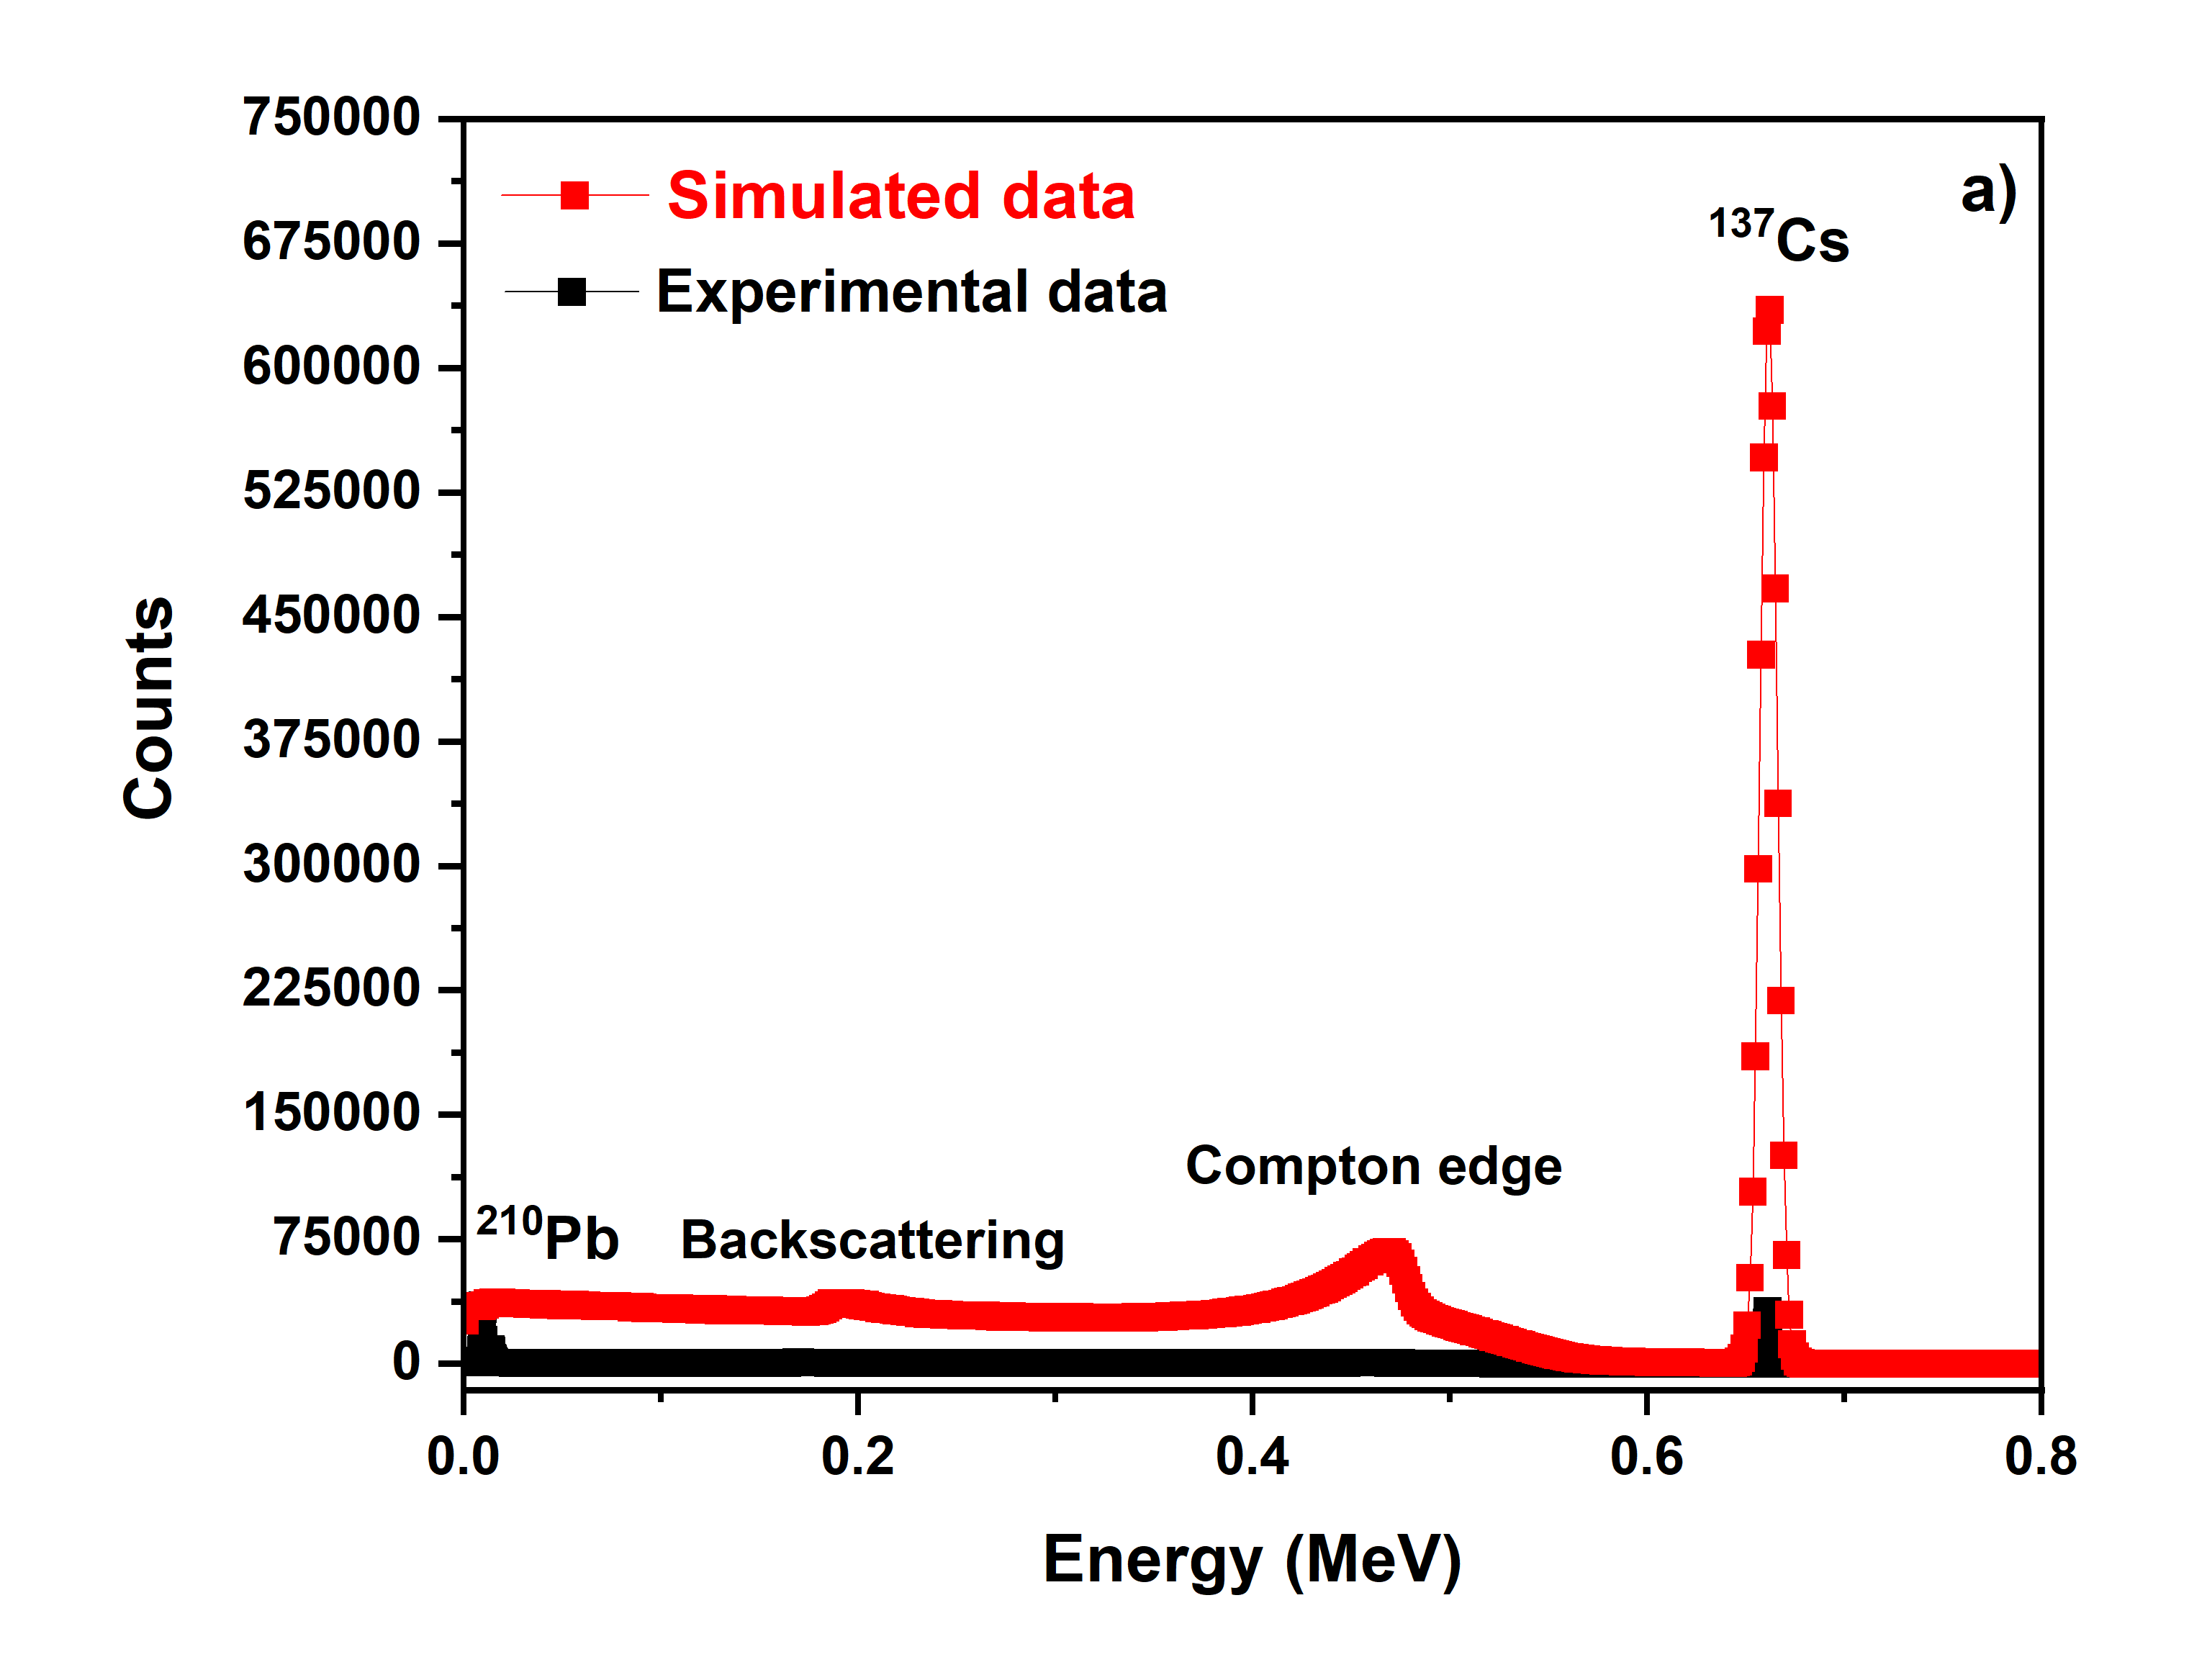 750000
675000
600000
525000
450000
375000
300000
225000
150000
75000
0
Counts
Simulated data
Experimental data
a)
¹³⁷Cs
Compton edge
²¹⁰Pb
Backscattering
0.0
0.2
0.4
0.6
0.8
Energy (MeV)